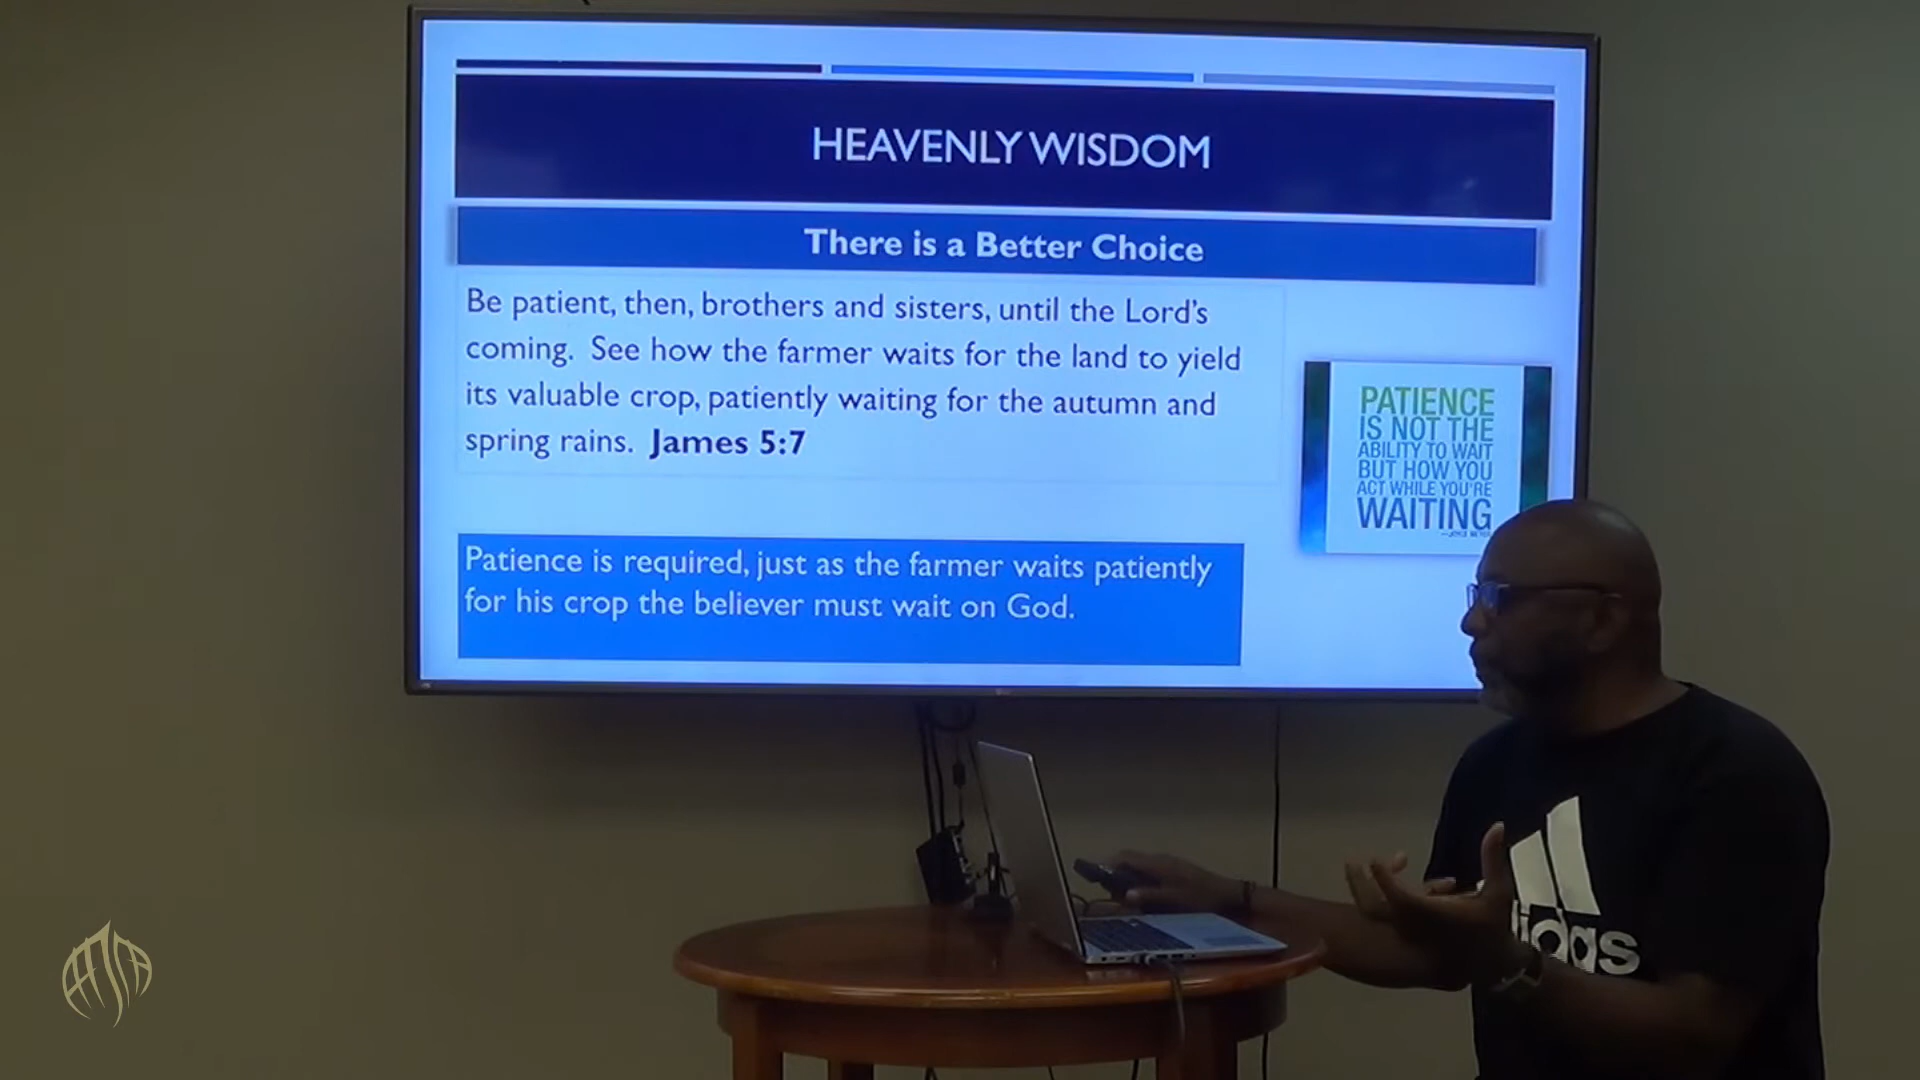 HEAVENLY WISDOM
There is a Better Choice
Be patient, then, brothers and sisters, until the Lord's
coming. See how the farmer waits for the land to yield
its valuable crop, patiently waiting for the autumn and
spring rains. James 5:7
PATIENCE
IS NOT THE
ABILITY TO WAIT
BUT HOW YOU
ACT WHILE YOU'RE
WAITING
Patience is required, just as the farmer waits patiently
for his crop the believer must wait on God.
adidas